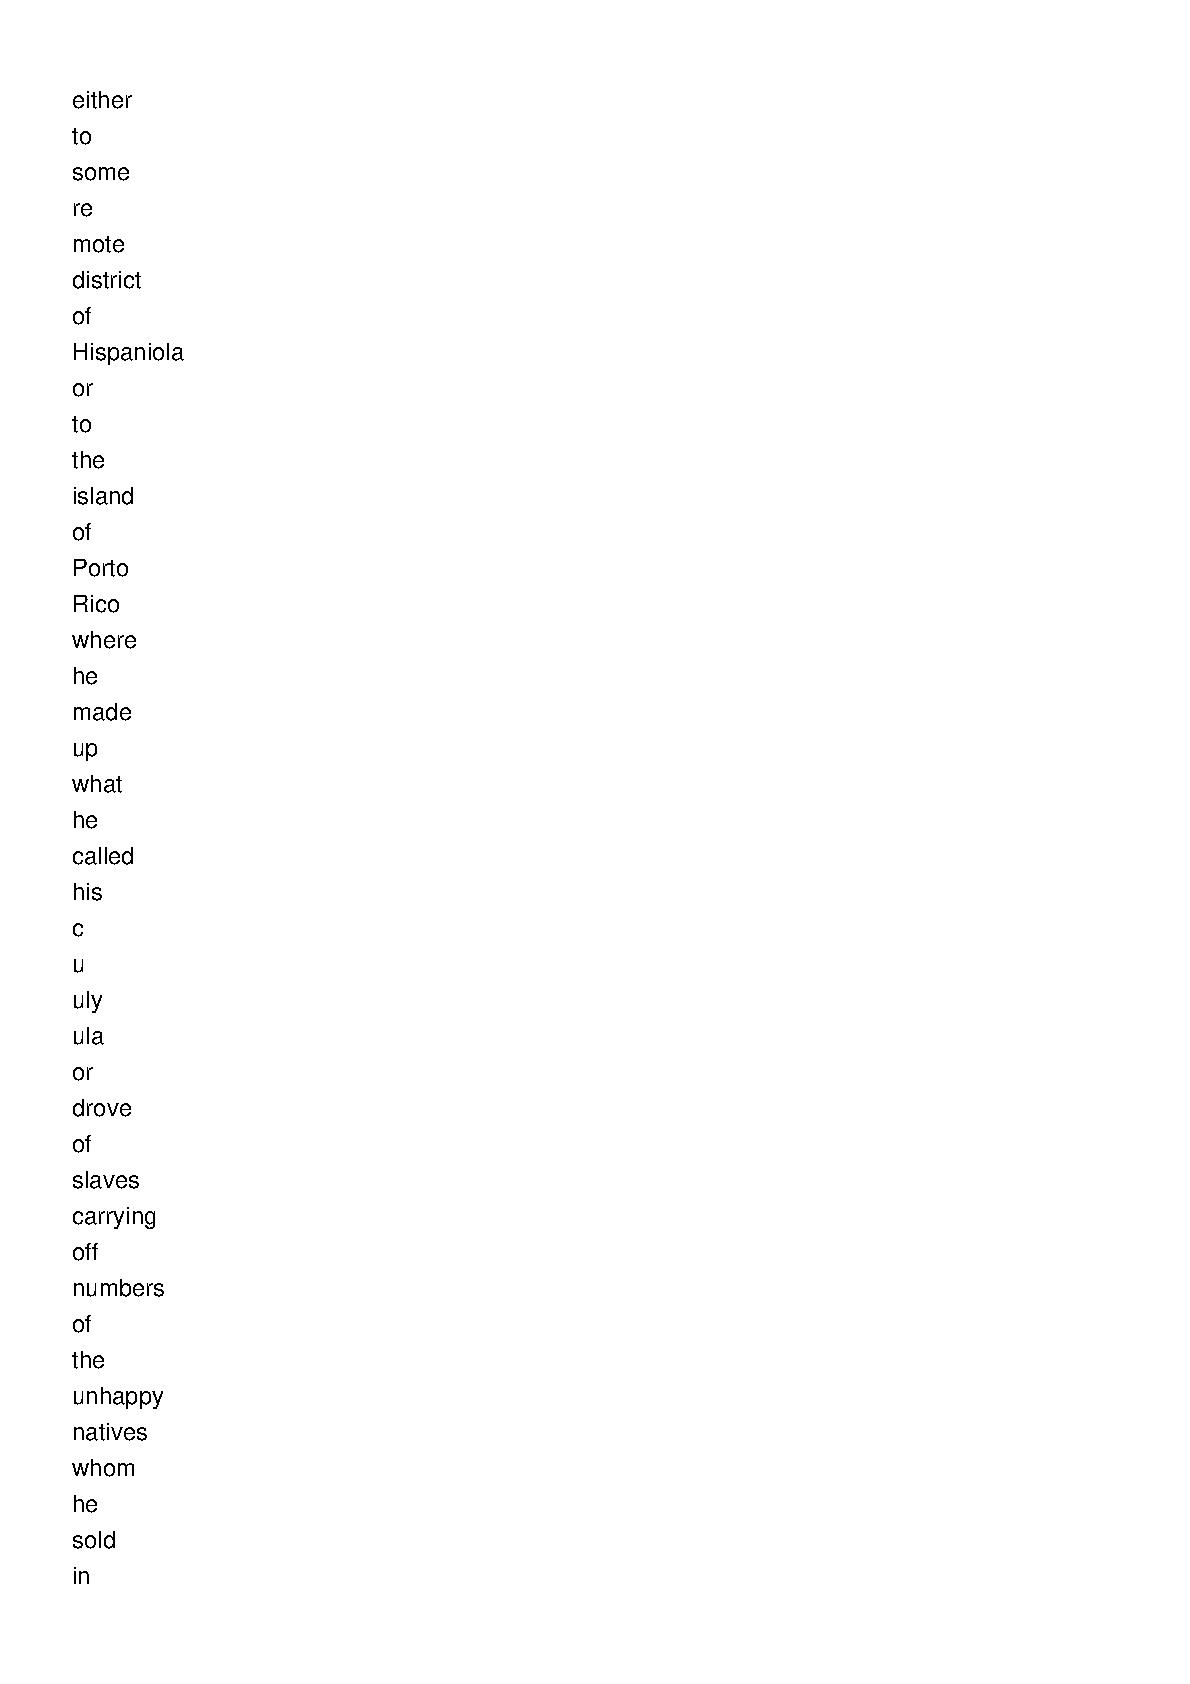 either
to
some
re
mote
district
of
Hispaniola
or
to
the
island
of
Porto
Rico
where
he
made
up
what
he
called
his
c
u
uly
ula
or
drove
of
slaves
carrying
off
numbers
of
the
unhappy
natives
whom
he
sold
in